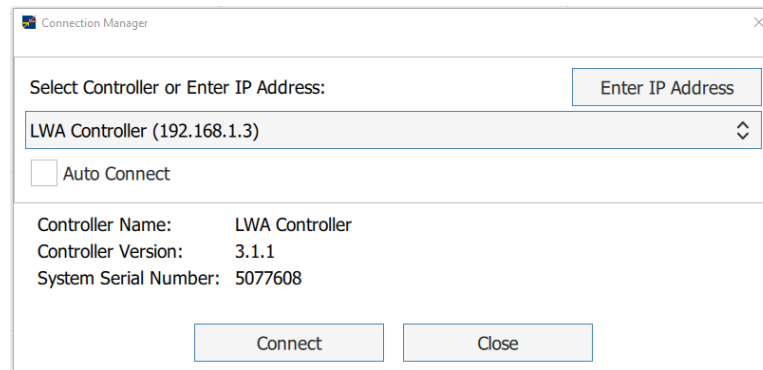 Connection Manager
Select Controller or Enter IP Address:
Enter IP Address
LWA Controller (192.168.1.3)
Auto Connect
Controller Name: LWA Controller
Controller Version: 3.1.1
System Serial Number: 5077608
Connect
Close